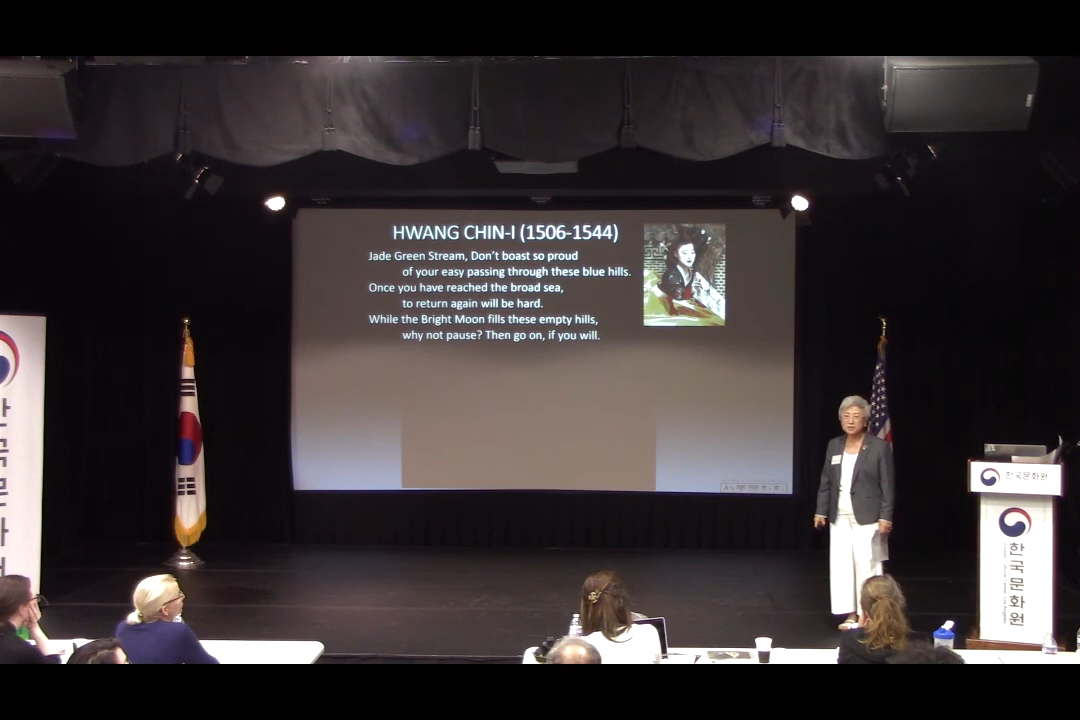 HWANG CHIN-I (1506-1544)
Jade Green Stream, Don't boast so proud
of your easy passing through these blue hills.
Once you have reached the broad sea,
to return again will be hard.
While the Bright Moon fills these empty hills,
why not pause? Then go on, if you will.
한국문화원
한국문화원